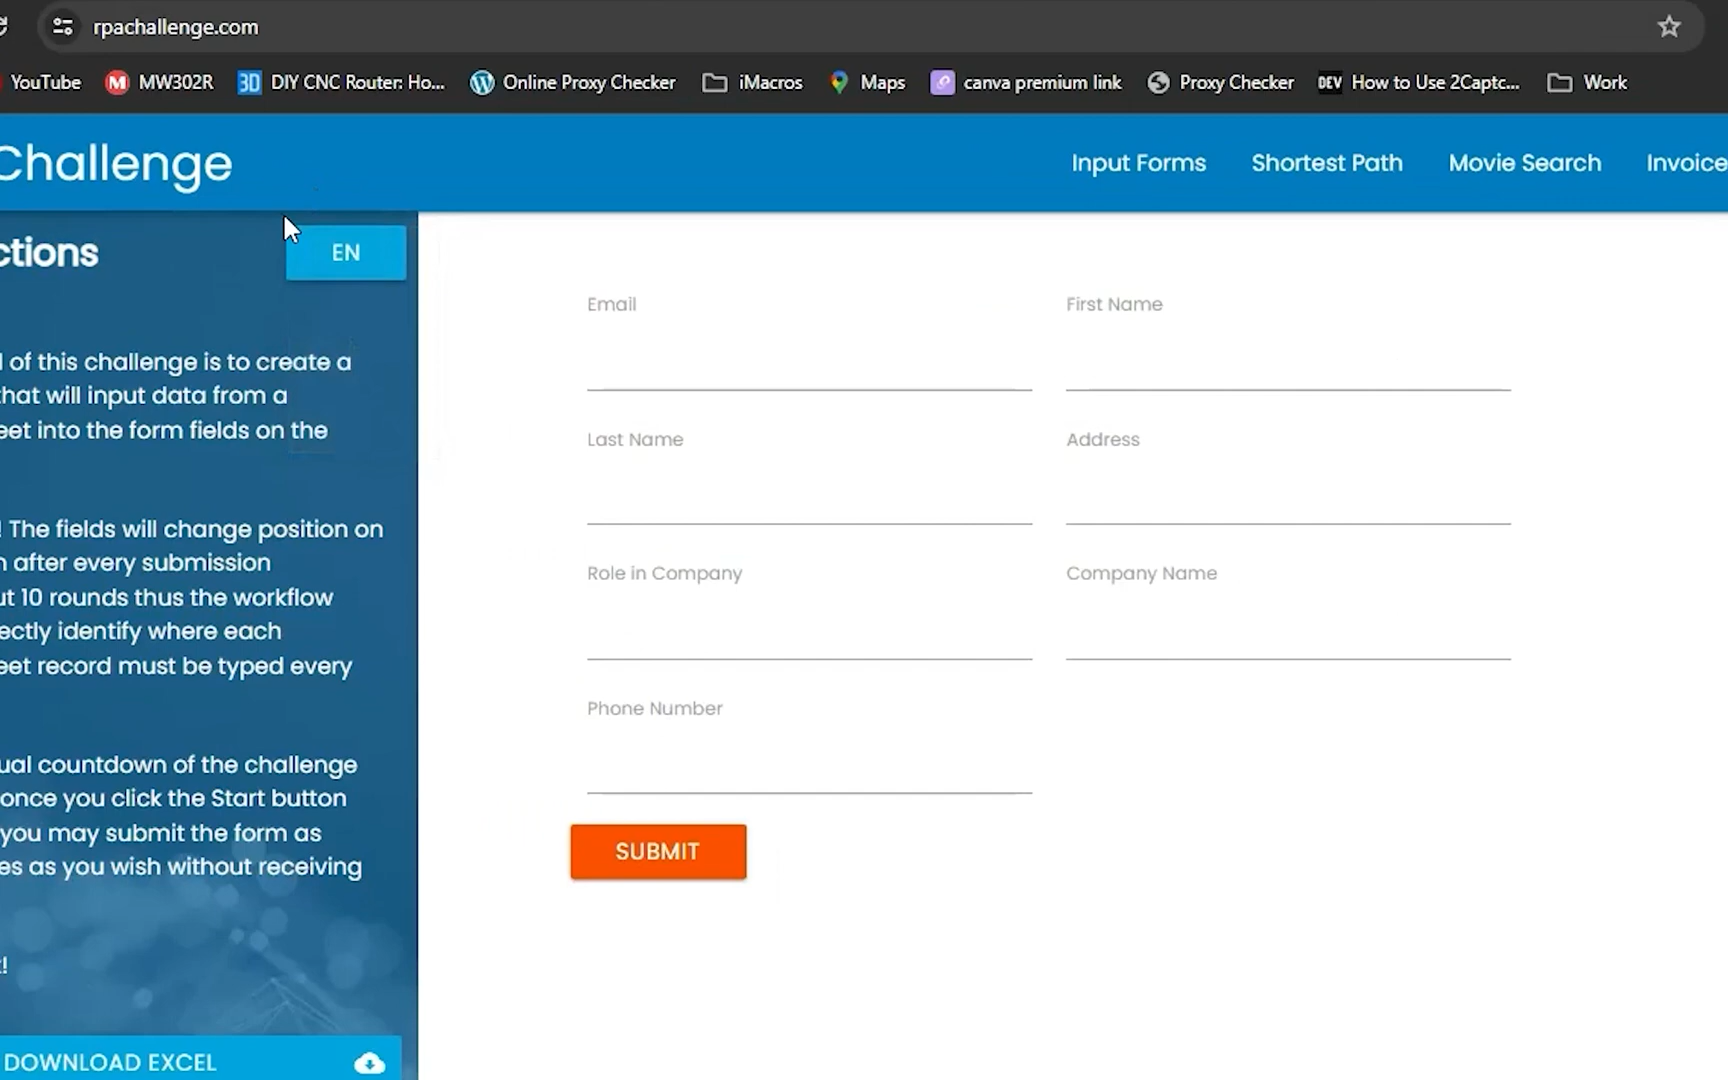 rpachallenge.com
YouTube MW302R DIY CNC Router: Ho... Online Proxy Checker iMacros Maps canva premium link Proxy Checker DEV How to Use 2Captc... Work
Challenge
Input Forms Shortest Path Movie Search Invoice
ctions
EN
l of this challenge is to create a
that will input data from a
eet into the form fields on the
! The fields will change position on
n after every submission
ut 10 rounds thus the workflow
ectly identify where each
eet record must be typed every
ual countdown of the challenge
once you click the Start button
you may submit the form as
es as you wish without receiving
t!
DOWNLOAD EXCEL
Email
First Name
Last Name
Address
Role in Company
Company Name
Phone Number
SUBMIT